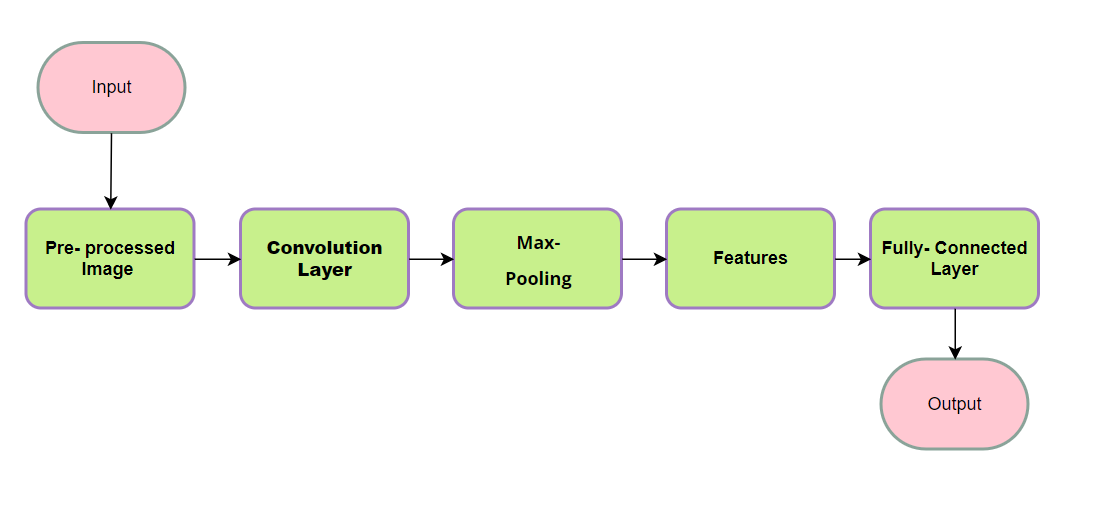 Input
Pre- processed
Image
Convolution
Layer
Max-
Pooling
Features
Fully- Connected
Layer
Output